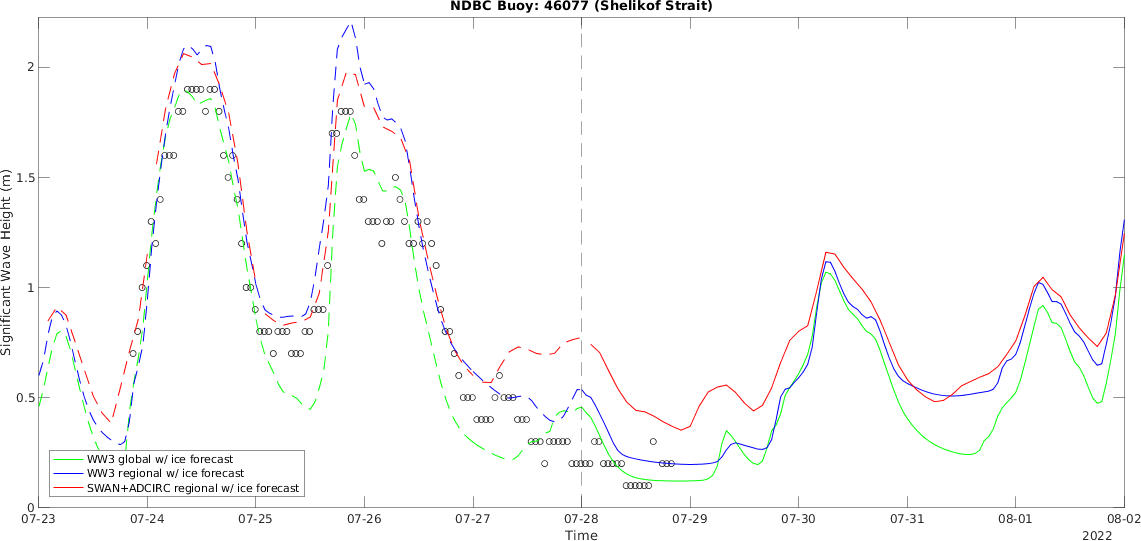 NDBC Buoy: 46077 (Shelikof Strait)
Significant Wave Height (m)
2
1.5
1
0.5
0
WW3 global w/ ice forecast
WW3 regional w/ ice forecast
SWAN+ADCIRC regional w/ ice forecast
07-23 07-24 07-25 07-26 07-27 07-28 07-29 07-30 07-31 08-01 08-02
Time 2022